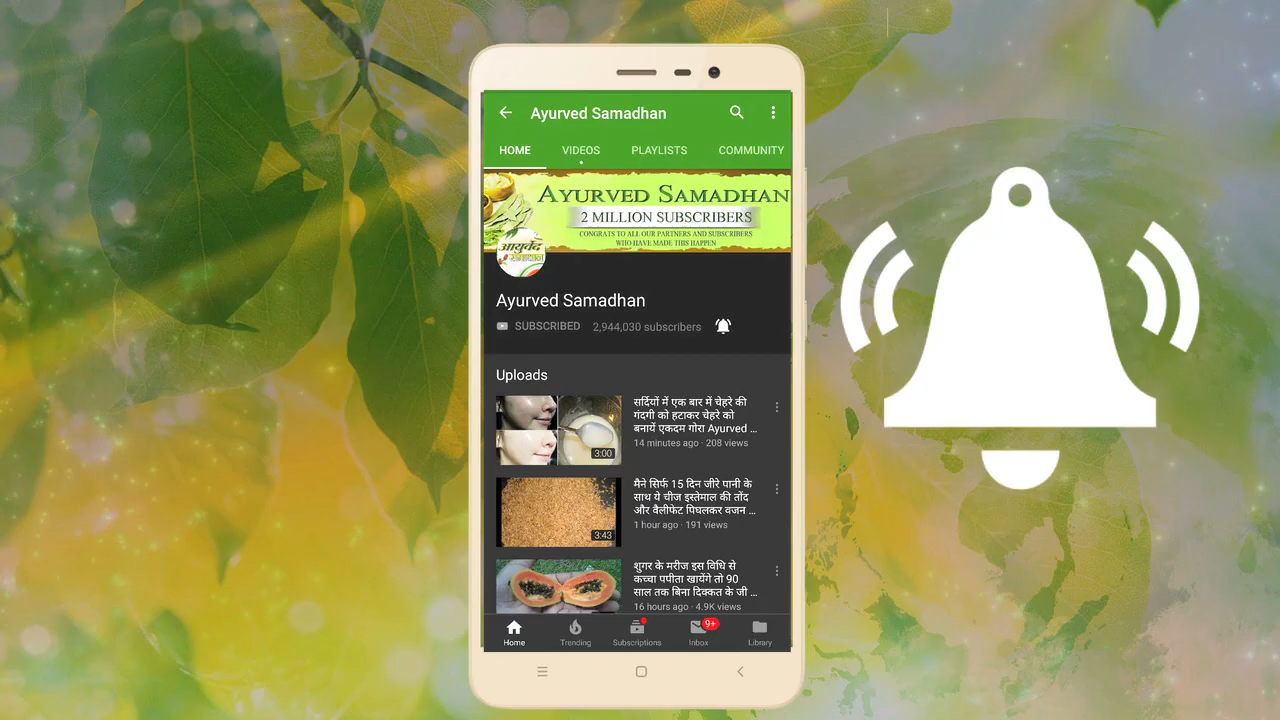 Ayurved Samadhan
HOME VIDEOS PLAYLISTS COMMUNITY
AYURVED SAMADHAN
2 MILLION SUBSCRIBERS
CONGRATS TO ALL OUR PARTNERS AND SUBSCRIBERS
WHO HAVE MADE THIS HAPPEN
आयुर्वेद
समाधान
Ayurved Samadhan
SUBSCRIBED 2,944,030 subscribers
Uploads
सर्दियों में एक बार में चेहरे की
गंदगी को हटाकर चेहरे को
बनायें एकदम गोरा Ayurved ...
14 minutes ago · 208 views
3:00
मैने सिर्फ 15 दिन जीरे पानी के
साथ ये चीज इस्तेमाल की तोंद
और वैलीफेट पिघलकर वजन ...
1 hour ago · 191 views
3:43
शुगर के मरीज इस विधि से
कच्चा पपीता खायेंगे तो 90
साल तक बिना दिक्कत के जी ...
16 hours ago · 4.9K views
9+
Home Trending Subscriptions Inbox Library